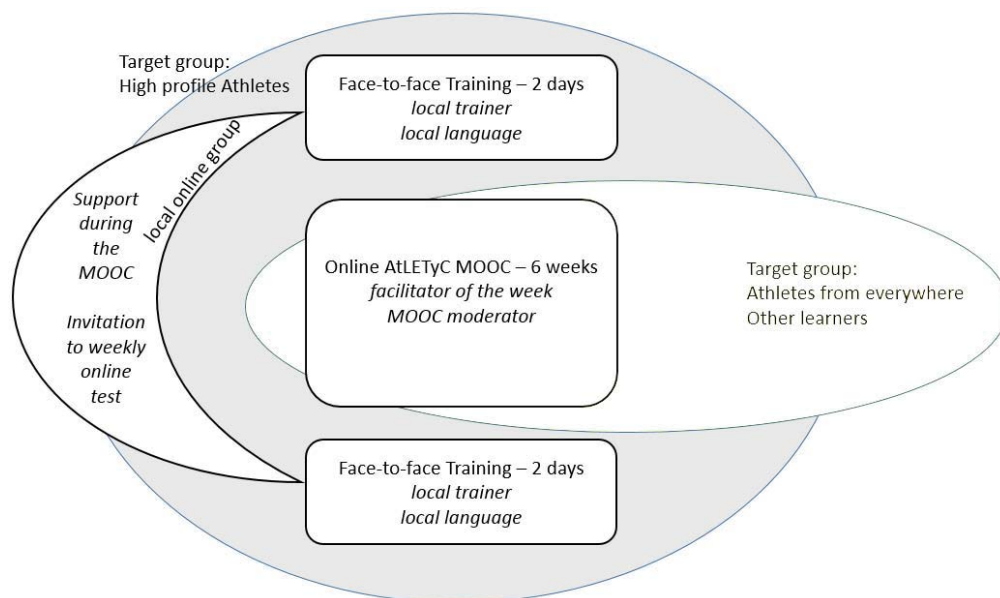 Target group:
High profile Athletes
Face-to-face Training – 2 days
local trainer
local language
local online group
Support
during
the
MOOC
Invitation
to weekly
online
test
Online AtLETyC MOOC – 6 weeks
facilitator of the week
MOOC moderator
Target group:
Athletes from everywhere
Other learners
Face-to-face Training – 2 days
local trainer
local language